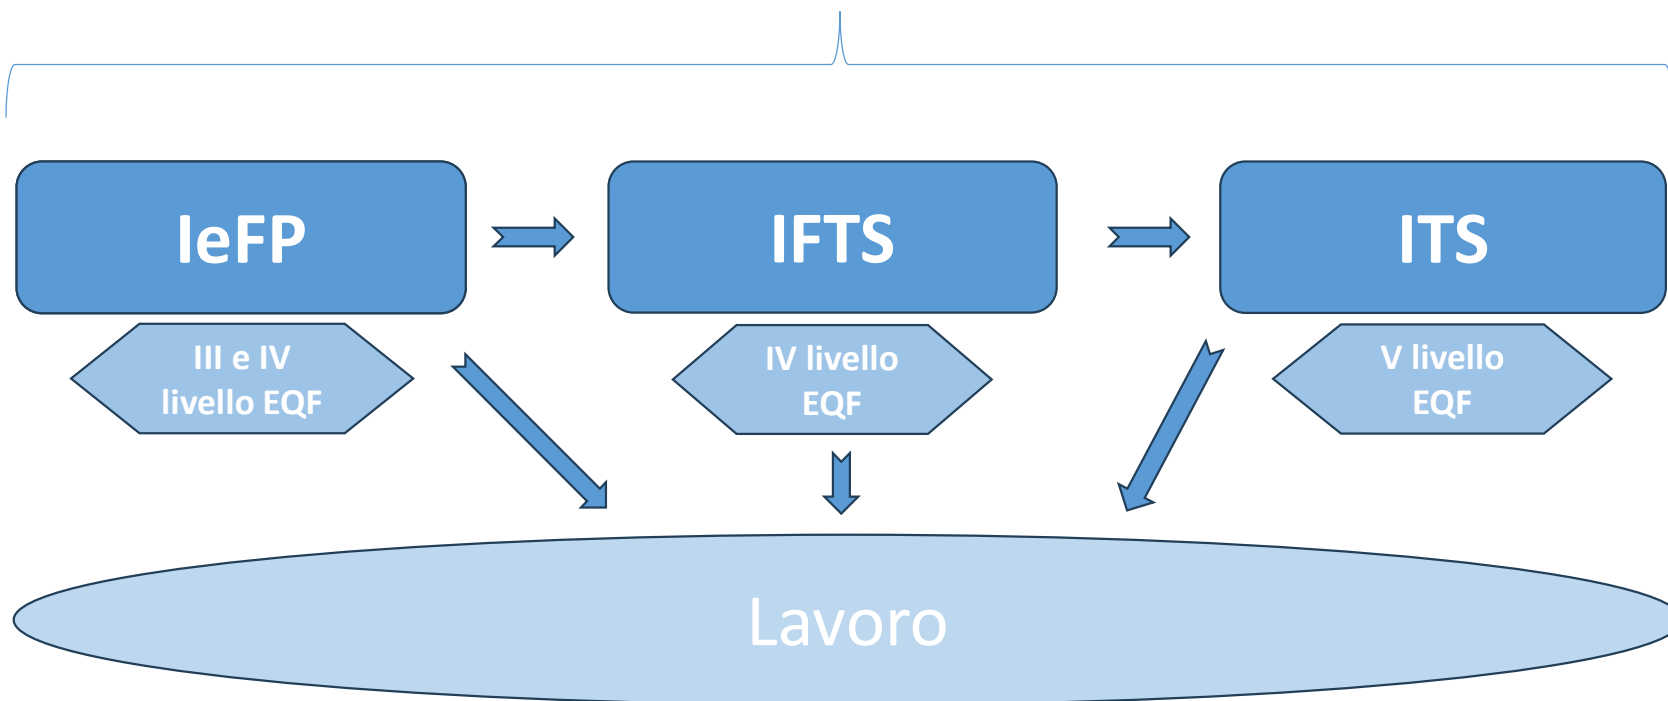 IeFP
IFTS
ITS
III e IV
livello EQF
IV livello
EQF
V livello
EQF
Lavoro